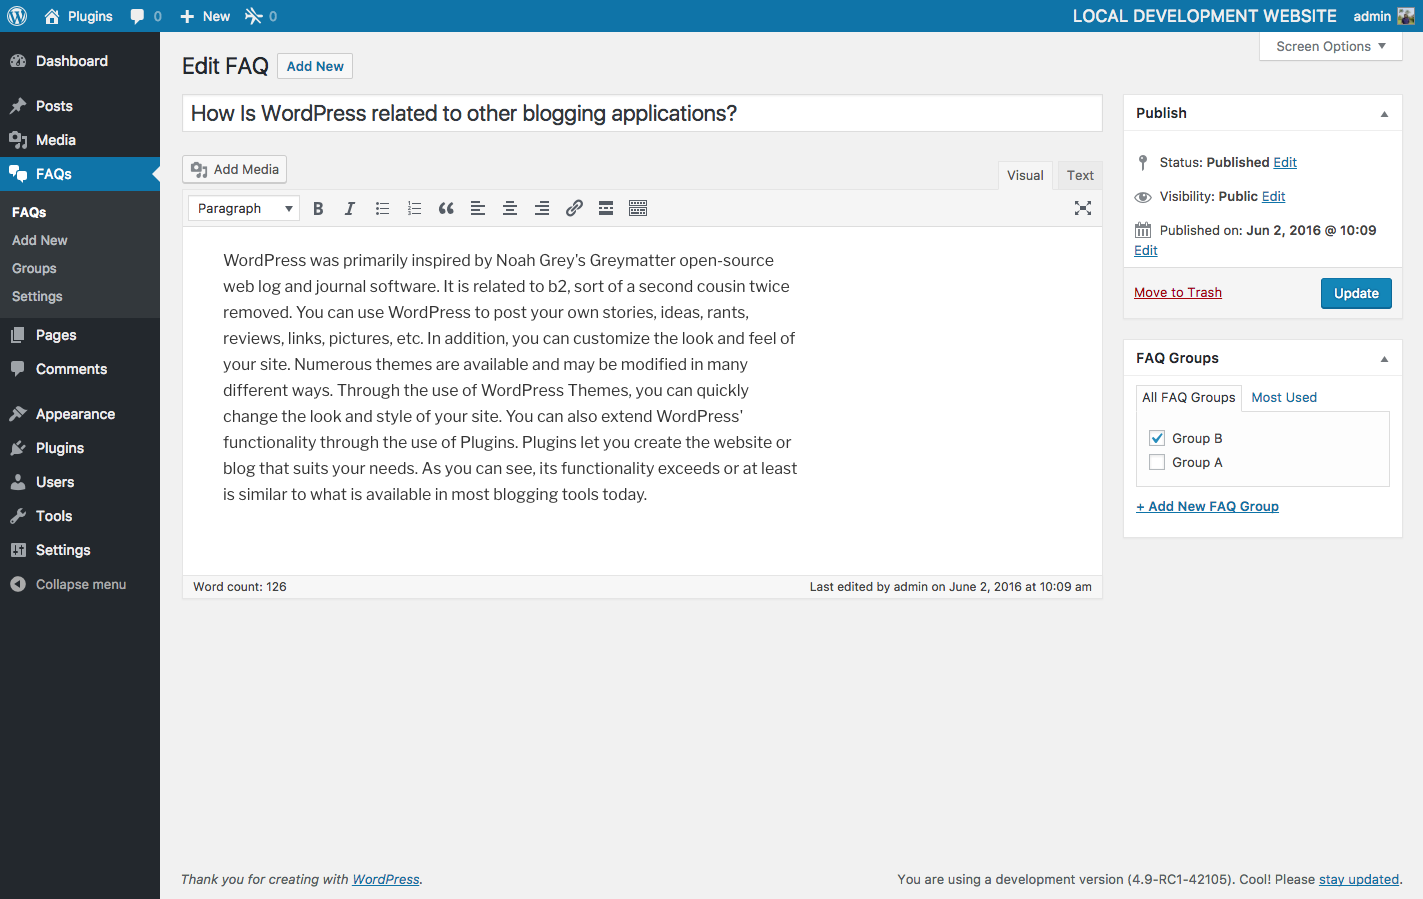 Plugins 0 New 0 LOCAL DEVELOPMENT WEBSITE admin
Screen Options
Dashboard
Posts
Media
FAQs
FAQs
Add New
Groups
Settings
Pages
Comments
Appearance
Plugins
Users
Tools
Settings
Collapse menu
Edit FAQ Add New
How Is WordPress related to other blogging applications?
Add Media
Visual Text
Paragraph
WordPress was primarily inspired by Noah Grey's Greymatter open-source
web log and journal software. It is related to b2, sort of a second cousin twice
removed. You can use WordPress to post your own stories, ideas, rants,
reviews, links, pictures, etc. In addition, you can customize the look and feel of
your site. Numerous themes are available and may be modified in many
different ways. Through the use of WordPress Themes, you can quickly
change the look and style of your site. You can also extend WordPress'
functionality through the use of Plugins. Plugins let you create the website or
blog that suits your needs. As you can see, its functionality exceeds or at least
is similar to what is available in most blogging tools today.
Word count: 126 Last edited by admin on June 2, 2016 at 10:09 am
Publish
Status: Published Edit
Visibility: Public Edit
Published on: Jun 2, 2016 @ 10:09
Edit
Move to Trash Update
FAQ Groups
All FAQ Groups Most Used
Group B
Group A
+ Add New FAQ Group
Thank you for creating with WordPress. You are using a development version (4.9-RC1-42105). Cool! Please stay updated.